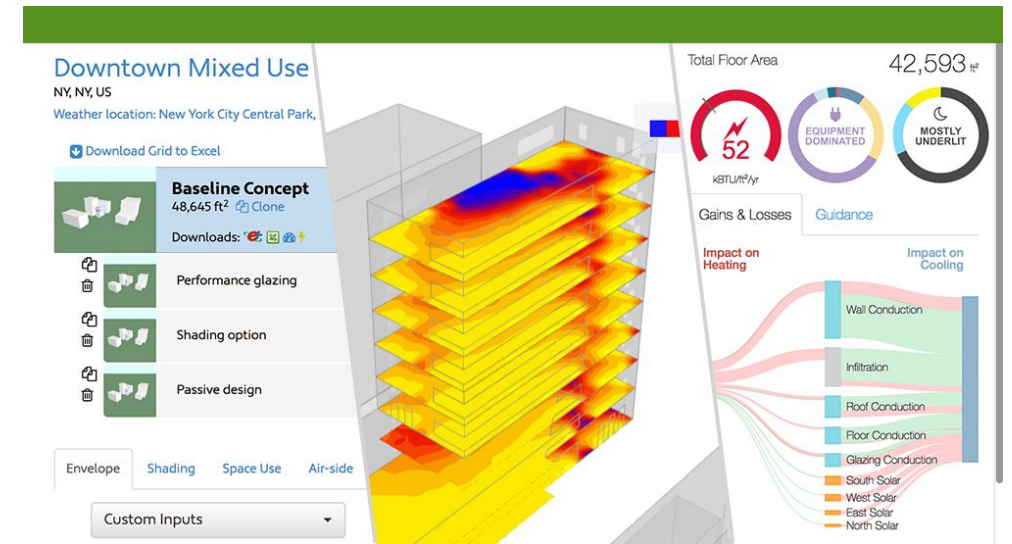 Downtown Mixed Use
NY, NY, US
Weather location: New York City Central Park,
Download Grid to Excel
Baseline Concept
48,645 ft² Clone
Downloads:
Performance glazing
Shading option
Passive design
Envelope Shading Space Use Air-side
Custom Inputs
Total Floor Area 42,593 ft²
52
kBTU/ft²/yr
EQUIPMENT
DOMINATED
MOSTLY
UNDERLIT
Gains & Losses Guidance
Impact on
Heating
Impact on
Cooling
Wall Conduction
Infiltration
Roof Conduction
Floor Conduction
Glazing Conduction
South Solar
West Solar
East Solar
North Solar